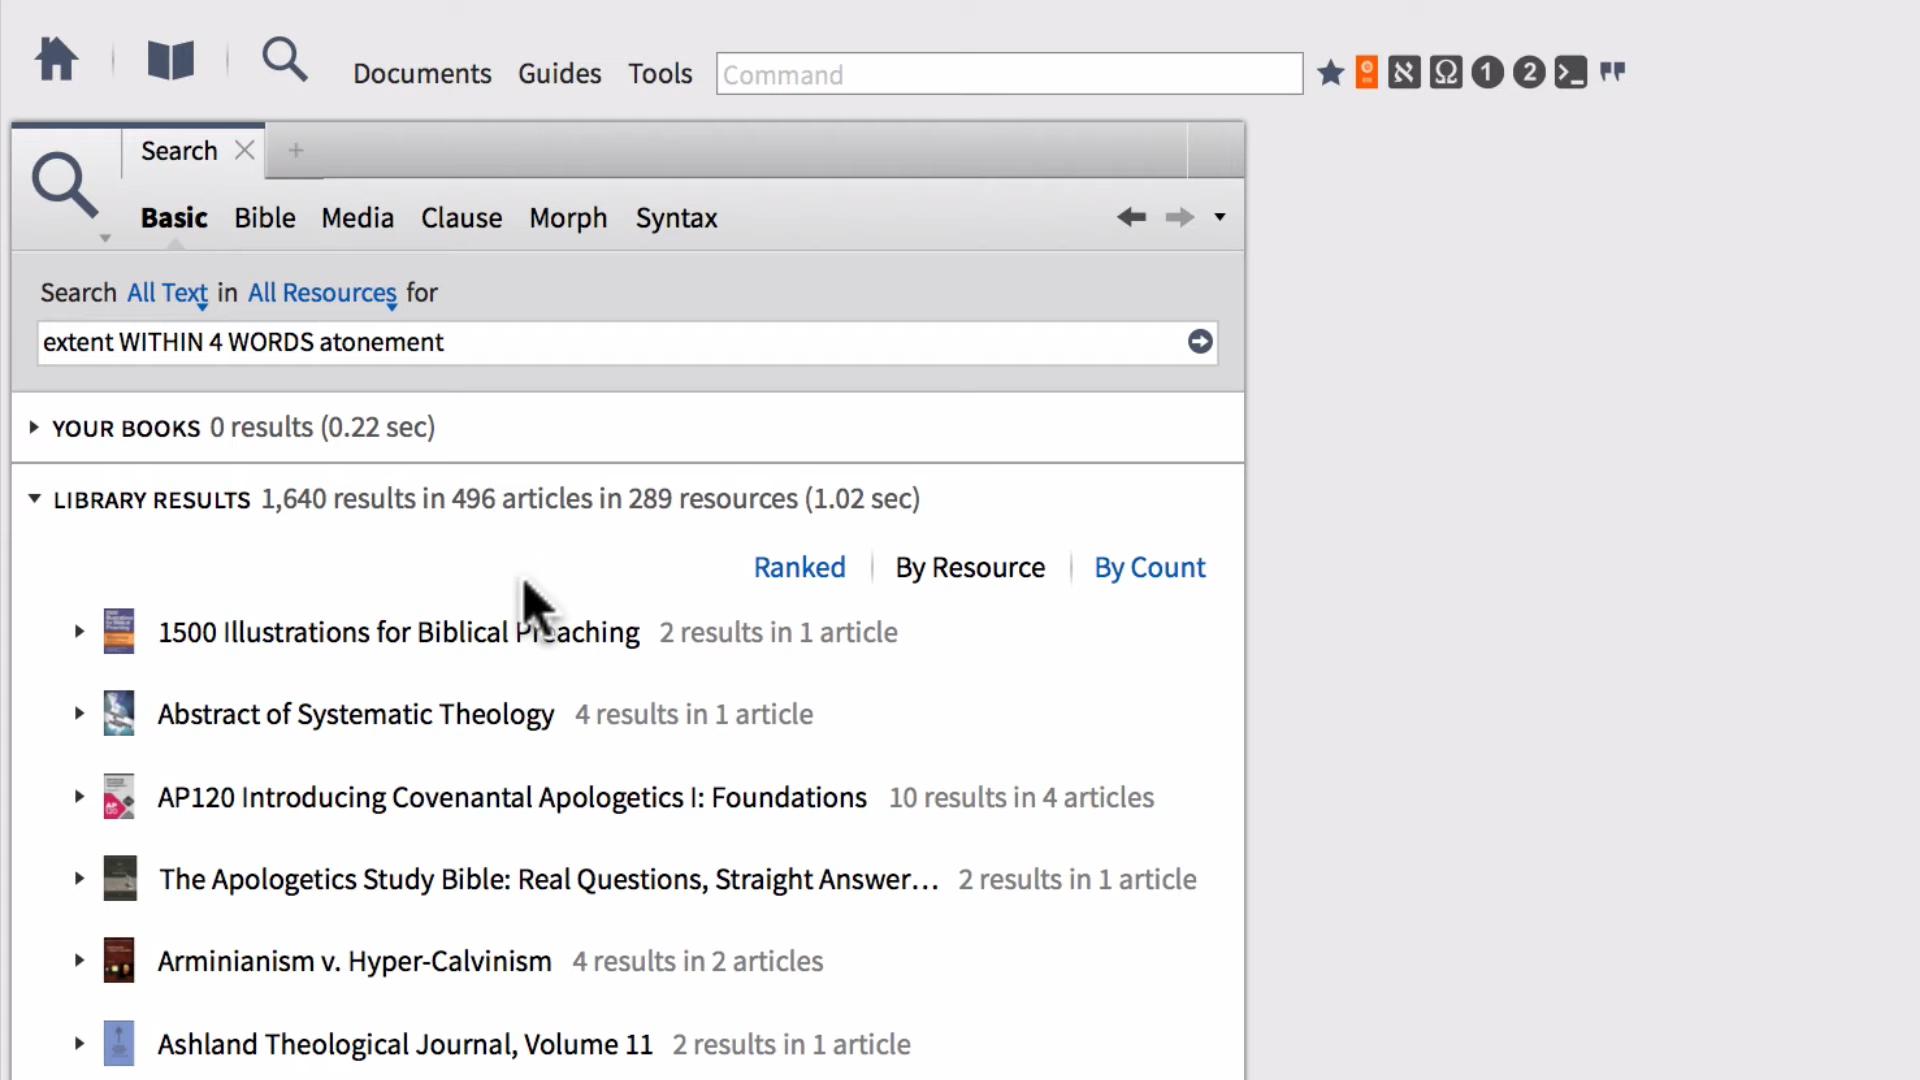 Documents Guides Tools Command
Search
Basic Bible Media Clause Morph Syntax
Search All Text in All Resources for
extent WITHIN 4 WORDS atonement
YOUR BOOKS 0 results (0.22 sec)
LIBRARY RESULTS 1,640 results in 496 articles in 289 resources (1.02 sec)
Ranked By Resource By Count
1500 Illustrations for Biblical Preaching 2 results in 1 article
Abstract of Systematic Theology 4 results in 1 article
AP120 Introducing Covenantal Apologetics I: Foundations 10 results in 4 articles
The Apologetics Study Bible: Real Questions, Straight Answer... 2 results in 1 article
Arminianism v. Hyper-Calvinism 4 results in 2 articles
Ashland Theological Journal, Volume 11 2 results in 1 article